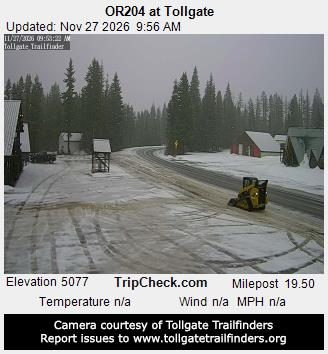 OR204 at Tollgate
Updated: Nov 27 2026  9:56 AM
11/27/2026 09:53:22 AM
Tollgate_Trailfinder
Elevation 5077 TripCheck.com Milepost 19.50
Temperature n/a Wind n/a MPH n/a
Camera courtesy of Tollgate Trailfinders
Report issues to www.tollgatetrailfinders.org